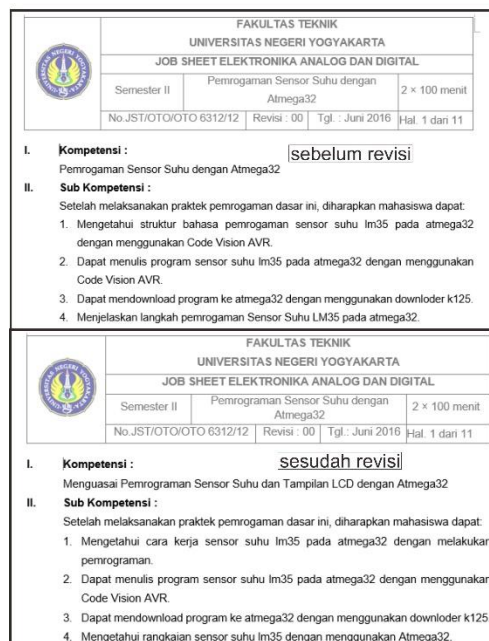 FAKULTAS TEKNIK
UNIVERSITAS NEGERI YOGYAKARTA
JOB SHEET ELEKTRONIKA ANALOG DAN DIGITAL
Semester II
Pemrogaman Sensor Suhu dengan
Atmega32
2 × 100 menit
No.JST/OTO/OTO 6312/12 Revisi : 00 Tgl. : Juni 2016 Hal. 1 dari 11
I. Kompetensi :
sebelum revisi
Pemrogaman Sensor Suhu dengan Atmega32
II. Sub Kompetensi :
Setelah melaksanakan praktek pemrogaman dasar ini, diharapkan mahasiswa dapat:
1. Mengetahui struktur bahasa pemrogaman sensor suhu lm35 pada atmega32
dengan menggunakan Code Vision AVR.
2. Dapat menulis program sensor suhu lm35 pada atmega32 dengan menggunakan
Code Vision AVR.
3. Dapat mendownload program ke atmega32 dengan menggunakan downloder k125.
4. Menjelaskan langkah pemrogaman Sensor Suhu LM35 pada atmega32.
FAKULTAS TEKNIK
UNIVERSITAS NEGERI YOGYAKARTA
JOB SHEET ELEKTRONIKA ANALOG DAN DIGITAL
Semester II
Pemrograman Sensor Suhu dengan
Atmega32
2 × 100 menit
No.JST/OTO/OTO 6312/12 Revisi : 00 Tgl.: Juni 2016 Hal. 1 dari 11
I. Kompetensi :
sesudah revisi
Menguasai Pemrograman Sensor Suhu dan Tampilan LCD dengan Atmega32
II. Sub Kompetensi :
Setelah melaksanakan praktek pemrogaman dasar ini, diharapkan mahasiswa dapat:
1. Mengetahui cara kerja sensor suhu lm35 pada atmega32 dengan melakukan
pemrograman.
2. Dapat menulis program sensor suhu lm35 pada atmega32 dengan menggunakan
Code Vision AVR.
3. Dapat mendownload program ke atmega32 dengan menggunakan downloder k125
4. Mengetahui rangkaian sensor suhu lm35 dengan menggunakan Atmega32.